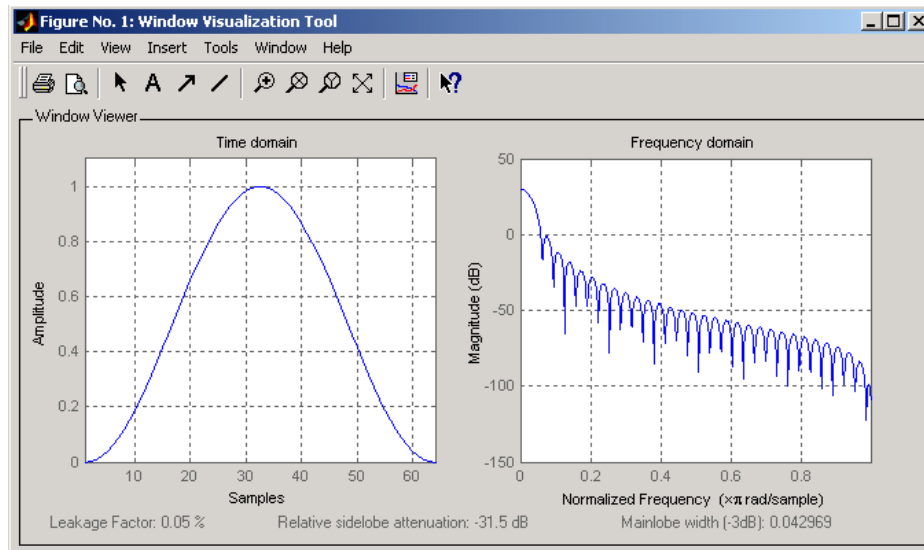 Figure No. 1: Window Visualization Tool
File Edit View Insert Tools Window Help
A
Window Viewer
Time domain
1
0.8
0.6
0.4
0.2
0
10 20 30 40 50 60
Amplitude
Samples
Frequency domain
50
0
-50
-100
-150
0 0.2 0.4 0.6 0.8
Magnitude (dB)
Normalized Frequency (×π rad/sample)
Leakage Factor: 0.05 %
Relative sidelobe attenuation: -31.5 dB
Mainlobe width (-3dB): 0.042969